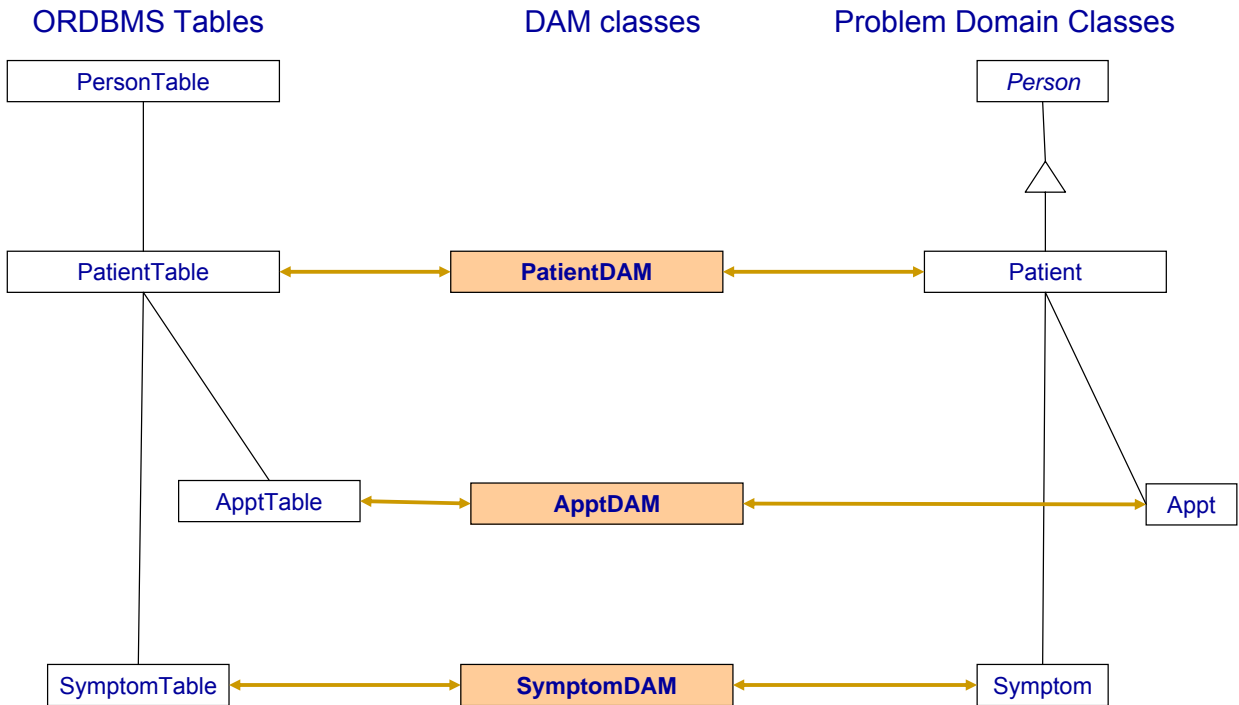 ORDBMS Tables
DAM classes
Problem Domain Classes
PersonTable
Person
PatientTable
PatientDAM
Patient
ApptTable
ApptDAM
Appt
SymptomTable
SymptomDAM
Symptom